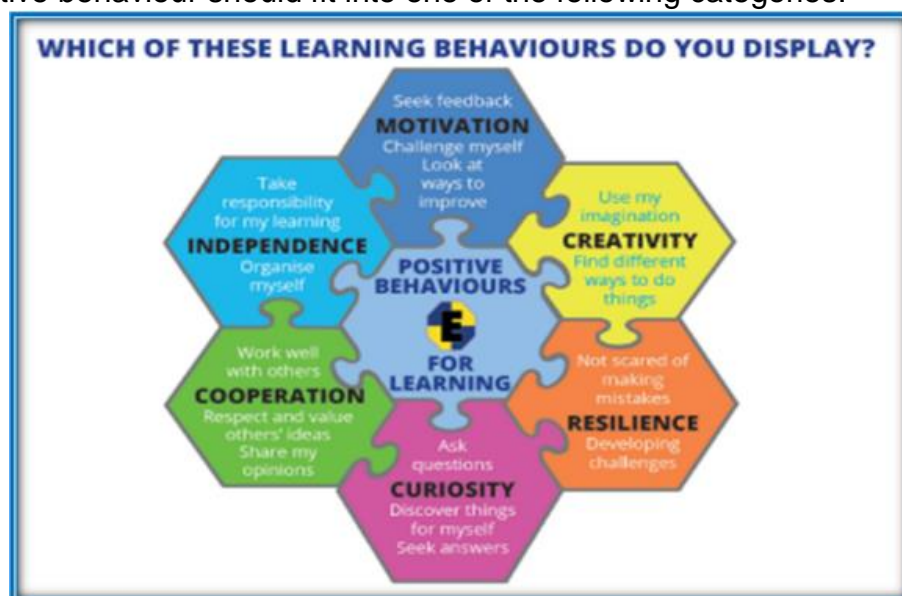 tive behaviour should fit into one of the following categories.
WHICH OF THESE LEARNING BEHAVIOURS DO YOU DISPLAY?
Seek feedback
MOTIVATION
Challenge myself
Look at
ways to
improve
Take
responsibility
for my learning
INDEPENDENCE
Organise
myself
Use my
imagination
CREATIVITY
Find different
ways to do
things
POSITIVE
BEHAVIOURS
E
FOR
LEARNING
Work well
with others
COOPERATION
Respect and value
others' ideas
Share my
opinions
Not scared of
making
mistakes
RESILIENCE
Developing
challenges
Ask
questions
CURIOSITY
Discover things
for myself
Seek answers